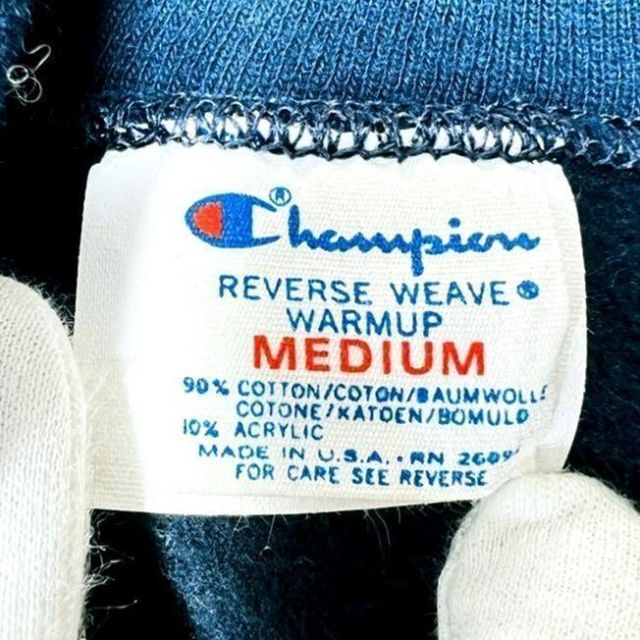 Champion®
REVERSE WEAVE®
WARMUP
MEDIUM
90% COTTON/COTON/BAUMWOLLE
COTONE/KATOEN/BOMULD
10% ACRYLIC
MADE IN U.S.A. · RN
FOR CARE SEE REVERSE